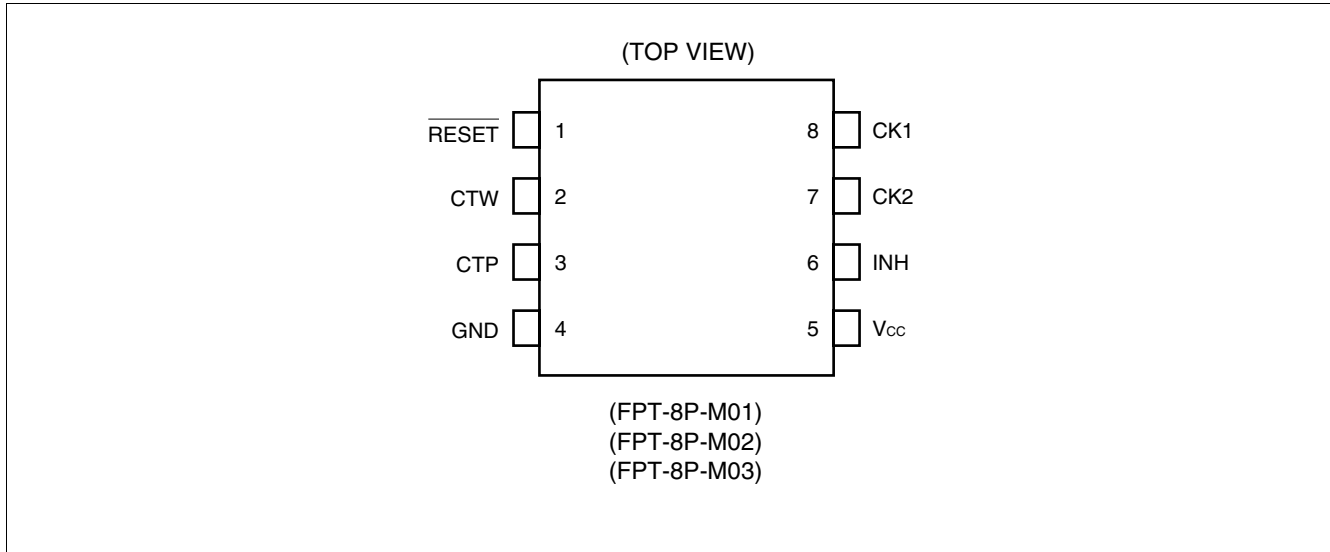 (TOP VIEW)
RESET 1 8 CK1
CTW 2 7 CK2
CTP 3 6 INH
GND 4 5 VCC
(FPT-8P-M01)
(FPT-8P-M02)
(FPT-8P-M03)